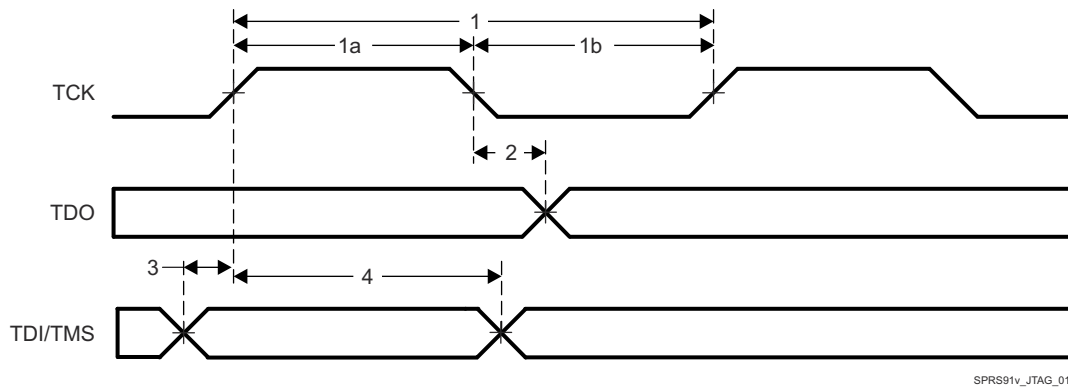 1
1a
1b
TCK
2
TDO
3
4
TDI/TMS
SPRS91v_JTAG_01